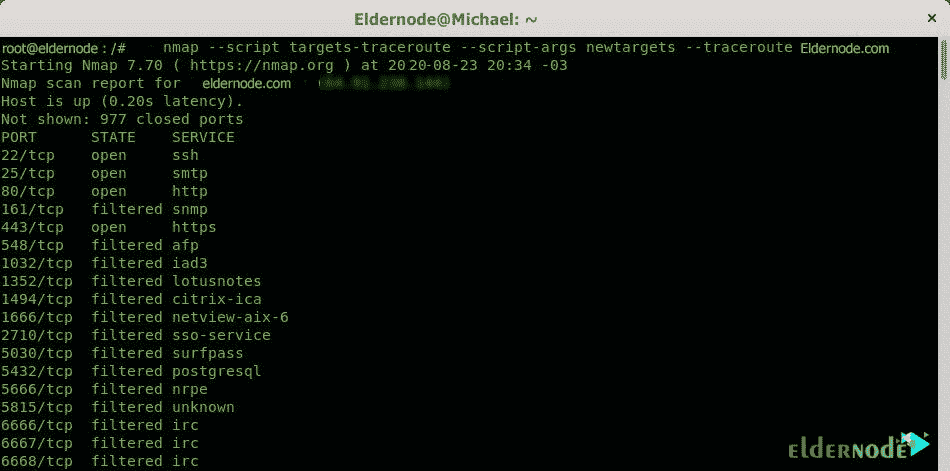 Eldernode@Michael: ~
×
root@eldernode : /# nmap --script targets-traceroute --script-args newtargets --traceroute Eldernode.com
Starting Nmap 7.70 ( https://nmap.org ) at 2020-08-23 20:34 -03
Nmap scan report for eldernode.com
Host is up (0.20s latency).
Not shown: 977 closed ports
PORT STATE SERVICE
22/tcp open ssh
25/tcp open smtp
80/tcp open http
161/tcp filtered snmp
443/tcp open https
548/tcp filtered afp
1032/tcp filtered iad3
1352/tcp filtered lotusnotes
1494/tcp filtered citrix-ica
1666/tcp filtered netview-aix-6
2710/tcp filtered sso-service
5030/tcp filtered surfpass
5432/tcp filtered postgresql
5666/tcp filtered nrpe
5815/tcp filtered unknown
6666/tcp filtered irc
6667/tcp filtered irc
6668/tcp filtered irc
eldernode